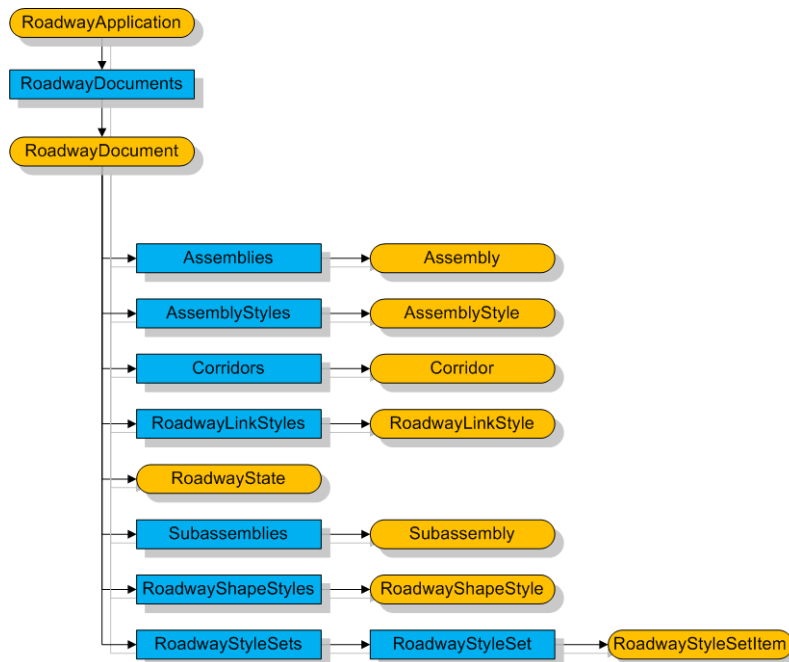 RoadwayApplication
RoadwayDocuments
RoadwayDocument
Assemblies Assembly
AssemblyStyles AssemblyStyle
Corridors Corridor
RoadwayLinkStyles RoadwayLinkStyle
RoadwayState
Subassemblies Subassembly
RoadwayShapeStyles RoadwayShapeStyle
RoadwayStyleSets RoadwayStyleSet RoadwayStyleSetItem